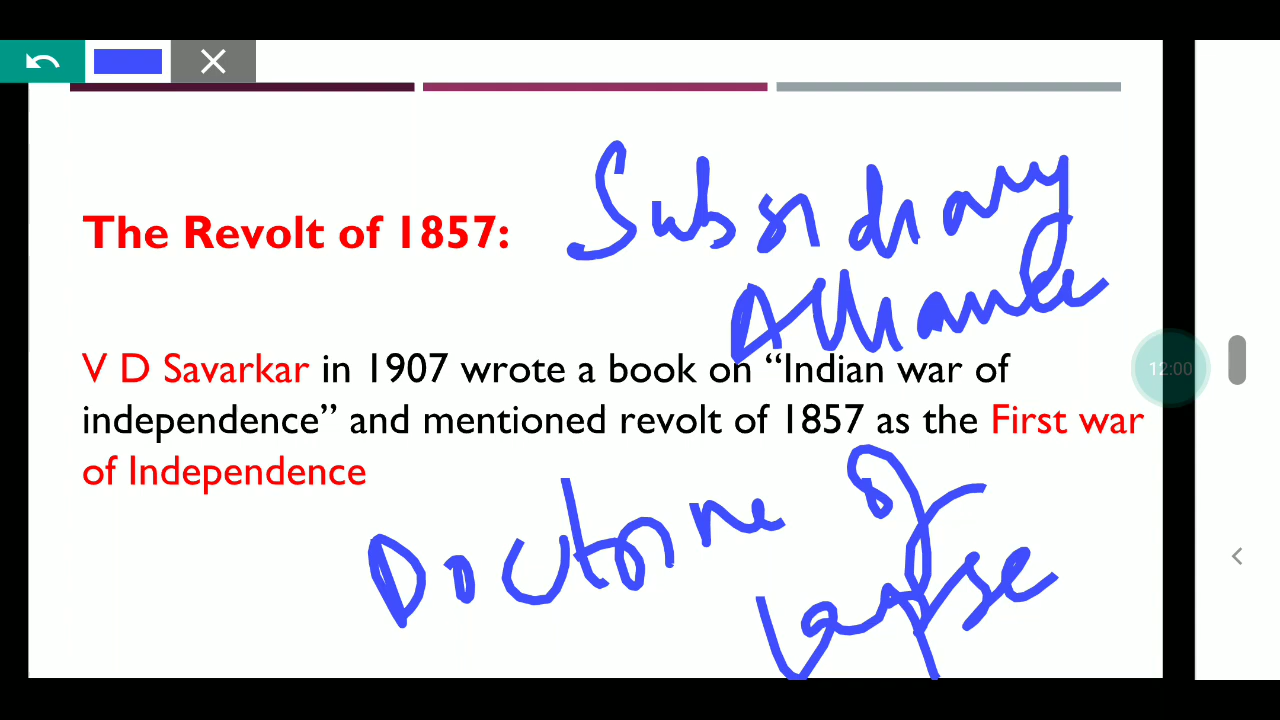 Subsidiary
The Revolt of 1857:
Alliance
V D Savarkar in 1907 wrote a book on “Indian war of
12:00
independence” and mentioned revolt of 1857 as the First war
of Independence
Doctrine of
Lapse